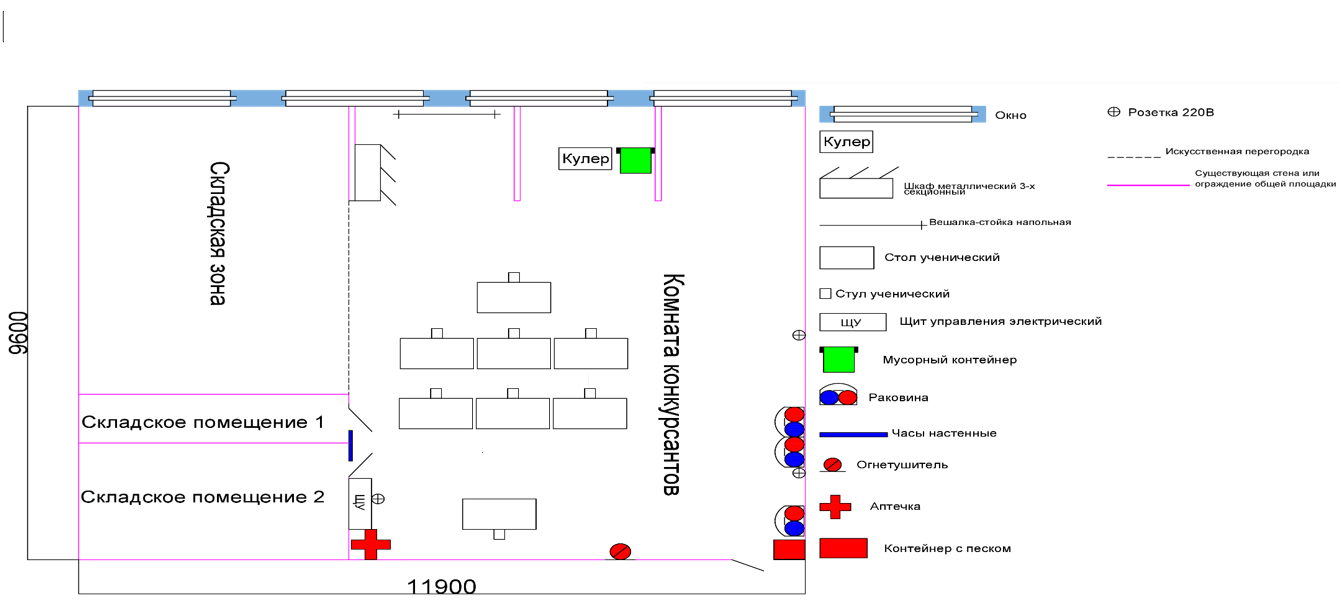 Складская зона
Кулер
Комната конкурсантов
9600
Складское помещение 1
Складское помещение 2
ЩУ
11900
Окно
Кулер
Шкаф металлический 3-х
секционный
Вешалка-стойка напольная
Стол ученический
Стул ученический
ЩУ
Щит управления электрический
Мусорный контейнер
Раковина
Часы настенные
Огнетушитель
Аптечка
Контейнер с песком
Розетка 220В
Искусственная перегородка
Существующая стена или
ограждение общей площадки